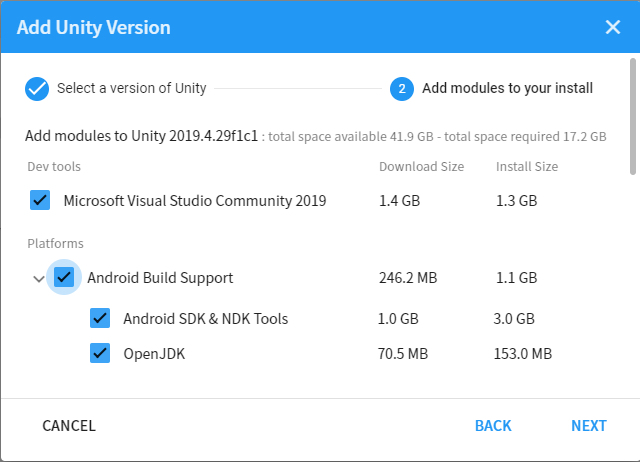 Add Unity Version
Select a version of Unity
2 Add modules to your install
Add modules to Unity 2019.4.29f1c1 : total space available 41.9 GB - total space required 17.2 GB
Dev tools Download Size Install Size
Microsoft Visual Studio Community 2019 1.4 GB 1.3 GB
Platforms
Android Build Support 246.2 MB 1.1 GB
Android SDK & NDK Tools 1.0 GB 3.0 GB
OpenJDK 70.5 MB 153.0 MB
CANCEL BACK NEXT